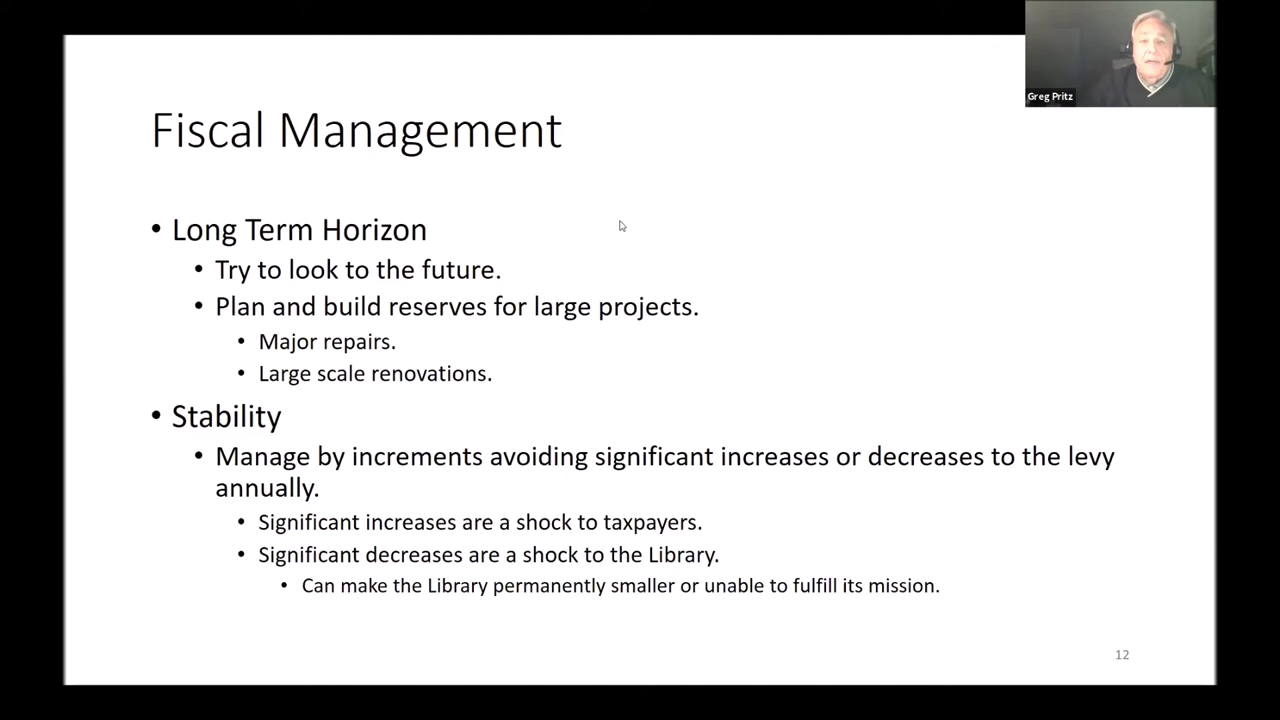 Greg Pritz
Fiscal Management
• Long Term Horizon
• Try to look to the future.
• Plan and build reserves for large projects.
• Major repairs.
• Large scale renovations.
• Stability
• Manage by increments avoiding significant increases or decreases to the levy
annually.
• Significant increases are a shock to taxpayers.
• Significant decreases are a shock to the Library.
• Can make the Library permanently smaller or unable to fulfill its mission.
12